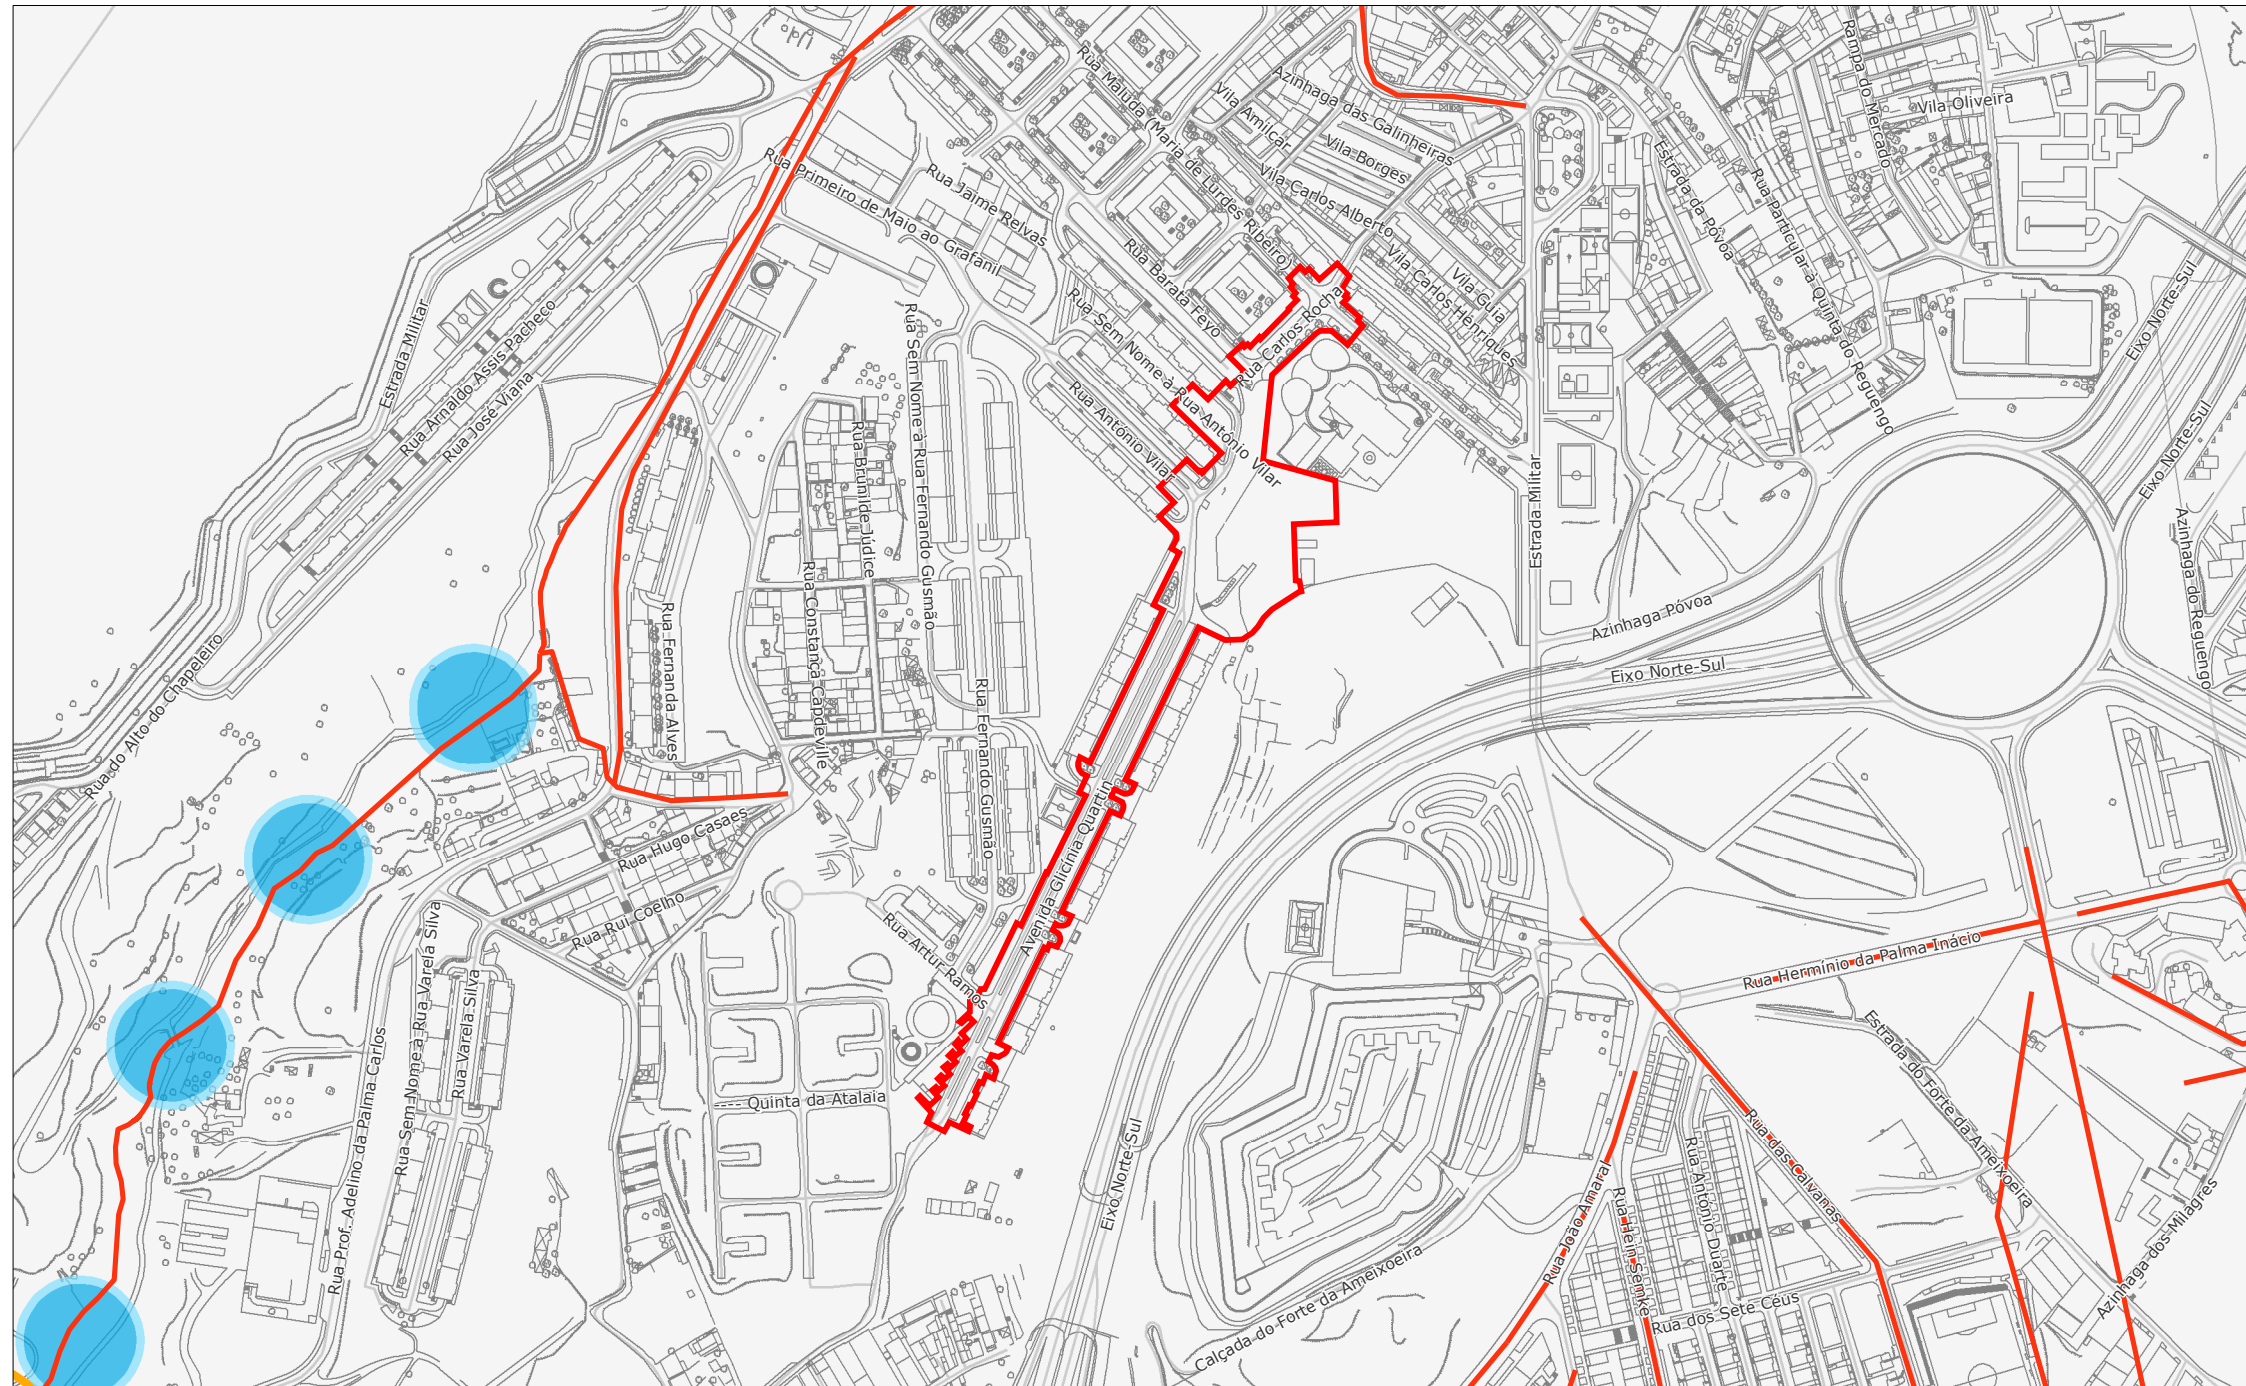 Rua Maluda (Maria de Lurdes Ribeiro)
Azinhaga das Galinheiras
Vila Amílcar
Vila Borges
Vila Carlos Alberto
Vila Carlos Henriques
Vila Guia
Rampa do Mercado
Vila Oliveira
Estrada da Póvoa
Rua Particular à Quinta do Reguengo
Eixo Norte-Sul
Eixo Norte-Sul
Azinhaga do Reguengo
Rua Primeiro de Maio ao Grafanil
Rua Jaime Relvas
Rua Barata Feyo
Rua Carlos Rocha
Rua Sem Nome à Rua António Vilar
Rua António Vilar
Estrada Militar
Rua Arnaldo Assis Pacheco
Rua José Viana
Rua Sem Nome à Rua Fernando Gusmão
Rua Brunilde Júdice
Rua Constança Capdeville
Rua Fernanda Alves
Rua Fernando Gusmão
Estrada Militar
Azinhaga Póvoa
Eixo Norte-Sul
Rua do Alto do Chapeleiro
Rua Hugo Casaes
Rua Rui Coelho
Avenida Glicínia Quartin
Rua Artur Ramos
Rua Varela Silva
Rua Sem Nome à Rua Varela Silva
Rua Prof. Adelino da Palma Carlos
Quinta da Atalaia
Eixo Norte-Sul
Rua Hermínio da Palma Inácio
Estrada do Forte da Ameixoeira
Rua das Calvanas
Rua António Duarte
Rua João Amaral
Rua Hein Semke
Rua dos Sete Céus
Calçada do Forte da Ameixoeira
Azinhaga dos Milagres